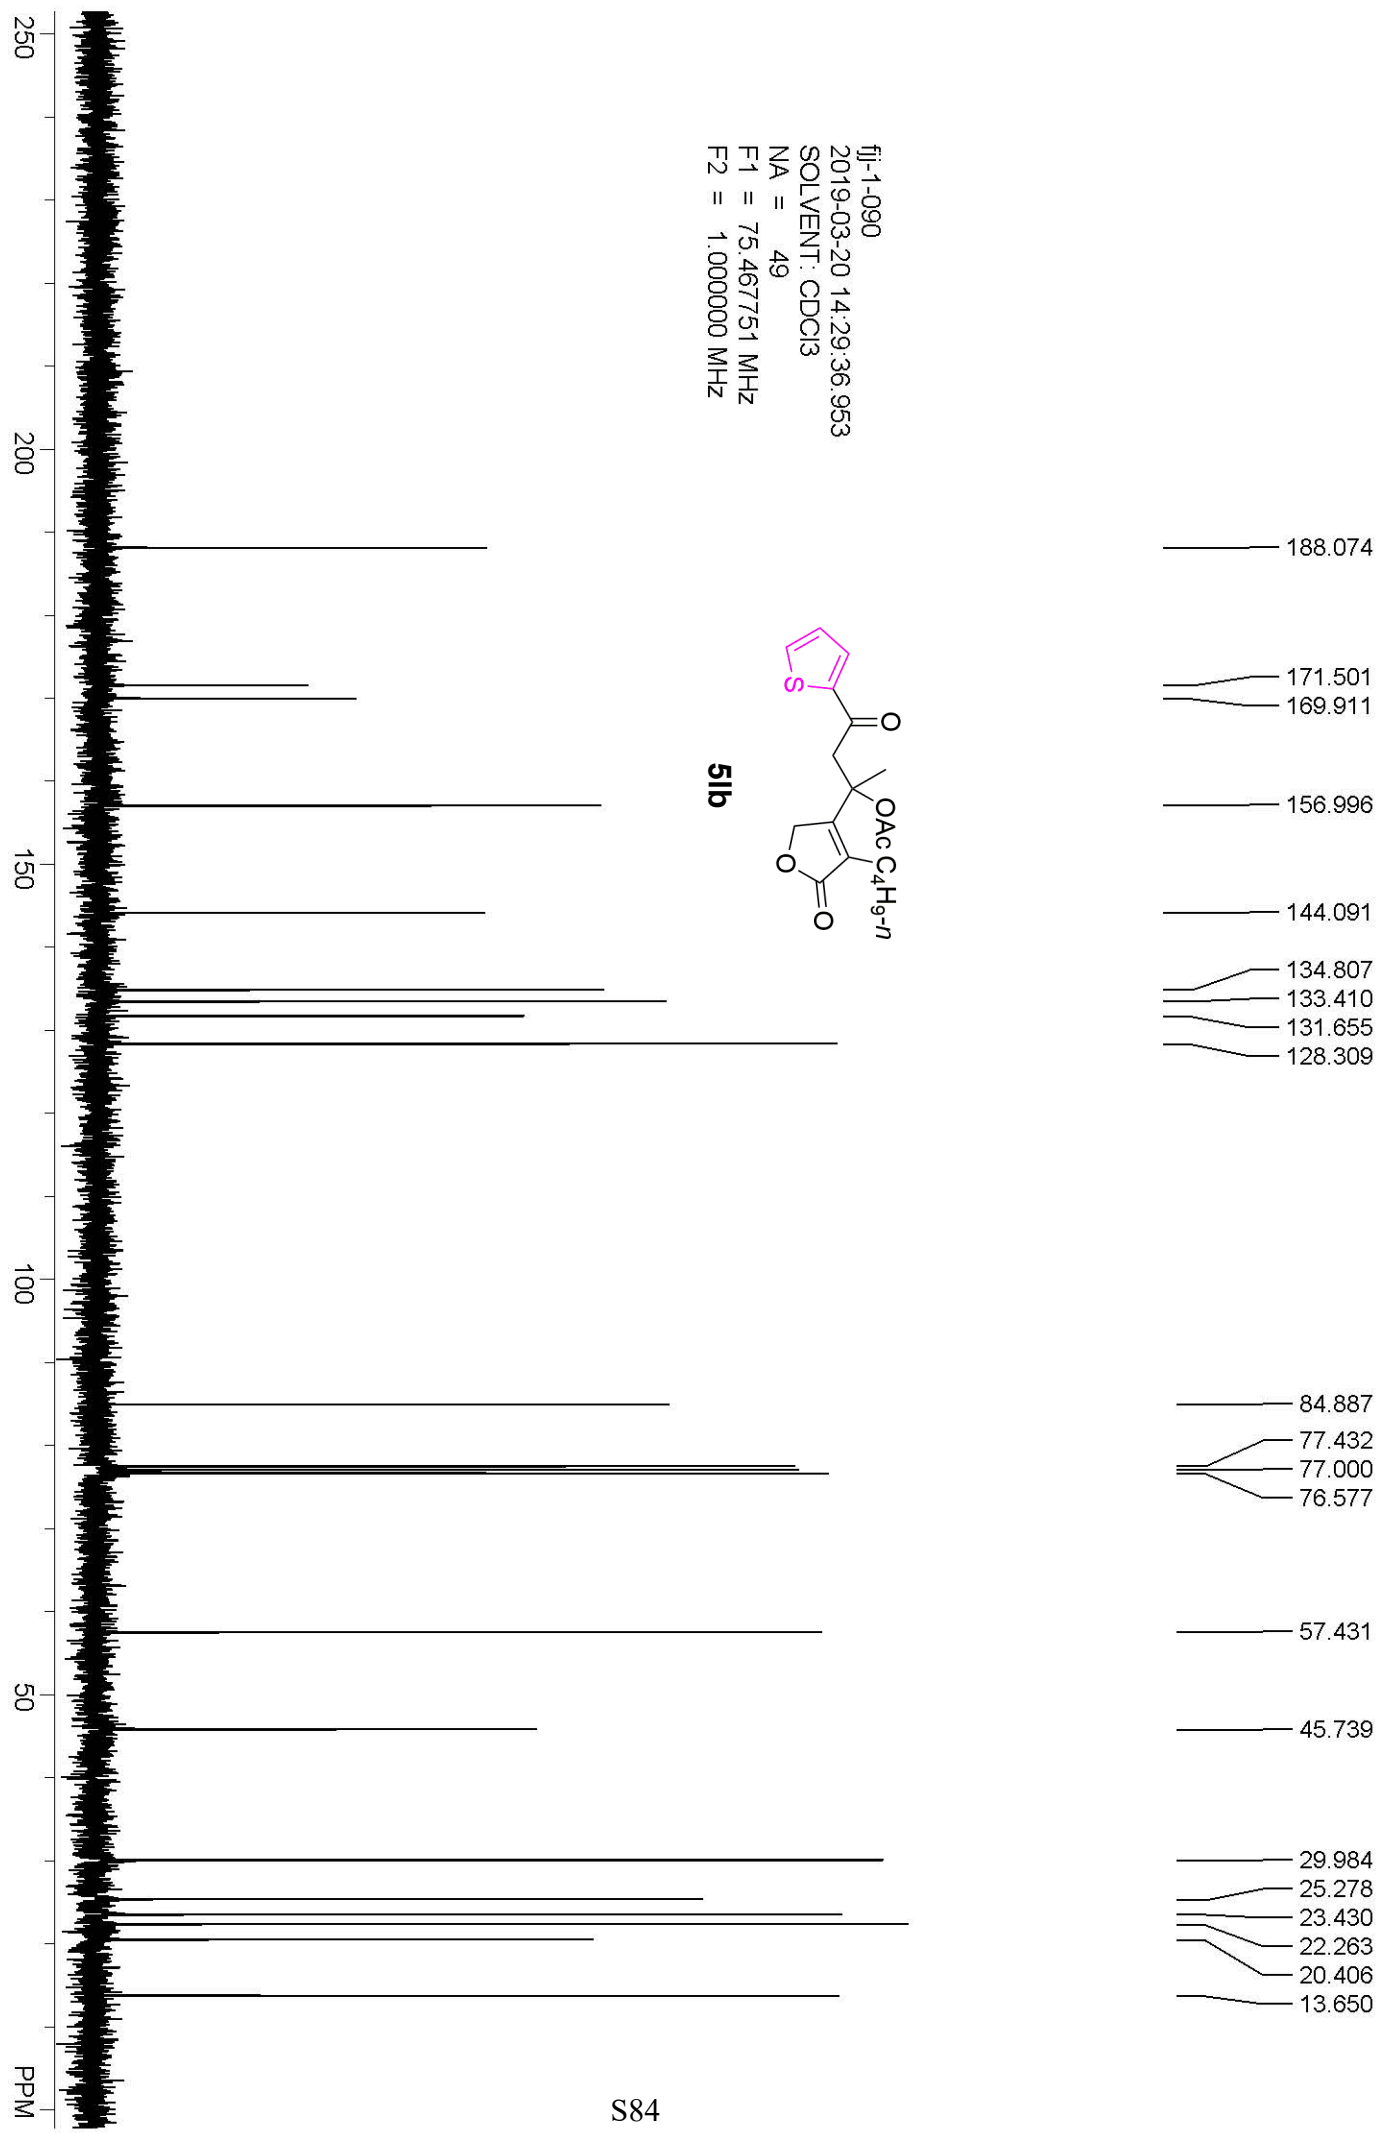 fjj-1-090
2019-03-20 14:29:36.953
SOLVENT: CDCl3
NA = 49
F1 = 75.467751 MHz
F2 = 1.000000 MHz
188.074
171.501
169.911
156.996
144.091
134.807
133.410
131.655
128.309
84.887
77.432
77.000
76.577
57.431
45.739
29.984
25.278
23.430
22.263
20.406
13.650
S
O
OAc
C4H9-n
O
O
5lb
250
200
150
100
50
PPM
S84